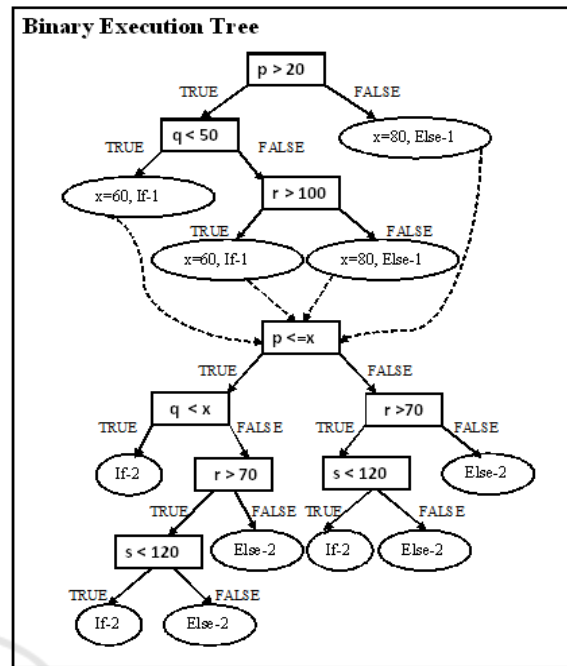 Binary Execution Tree
p > 20
TRUE FALSE
q < 50
x=80, Else-1
TRUE FALSE
x=60, If-1
r > 100
TRUE FALSE
x=60, If-1
x=80, Else-1
p <=x
TRUE FALSE
q < x
r >70
TRUE FALSE
TRUE FALSE
If-2
r > 70
s < 120
Else-2
TRUE FALSE
TRUE FALSE
s < 120
Else-2
If-2
Else-2
TRUE FALSE
If-2
Else-2